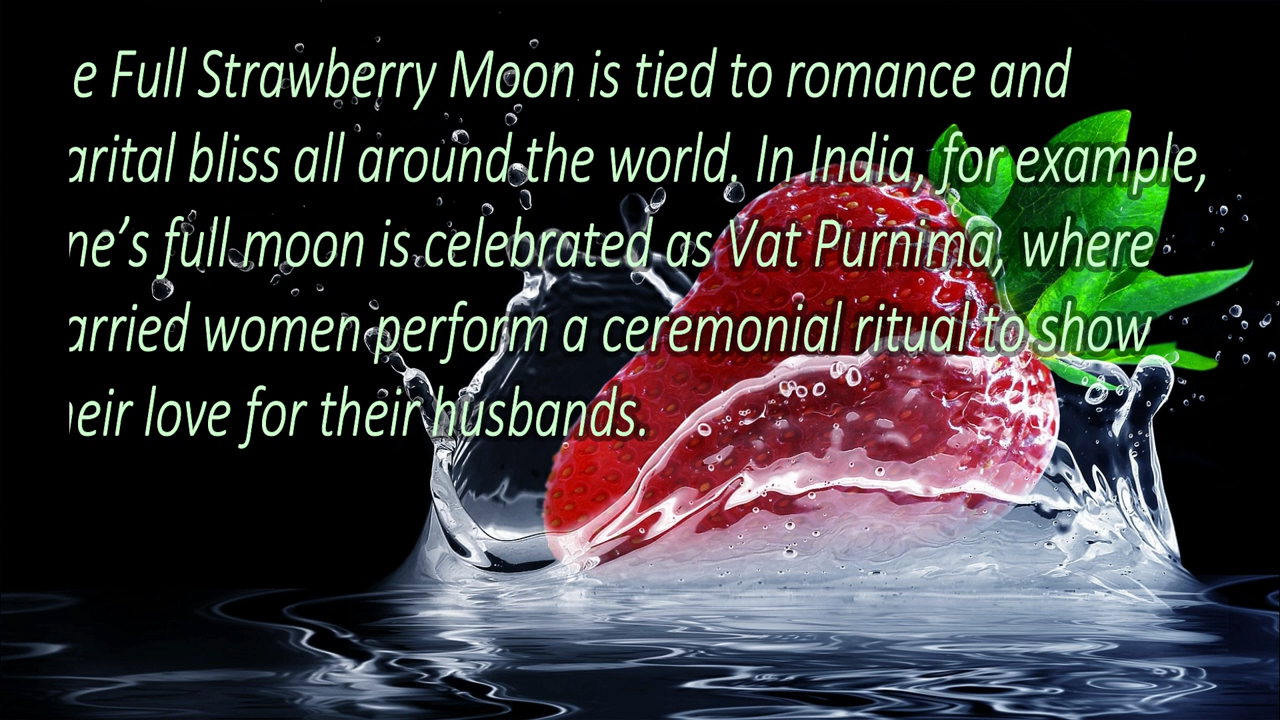 e Full Strawberry Moon is tied to romance and
arital bliss all around the world. In India, for example,
ne’s full moon is celebrated as Vat Purnima, where
arried women perform a ceremonial ritual to show
eir love for their husbands.